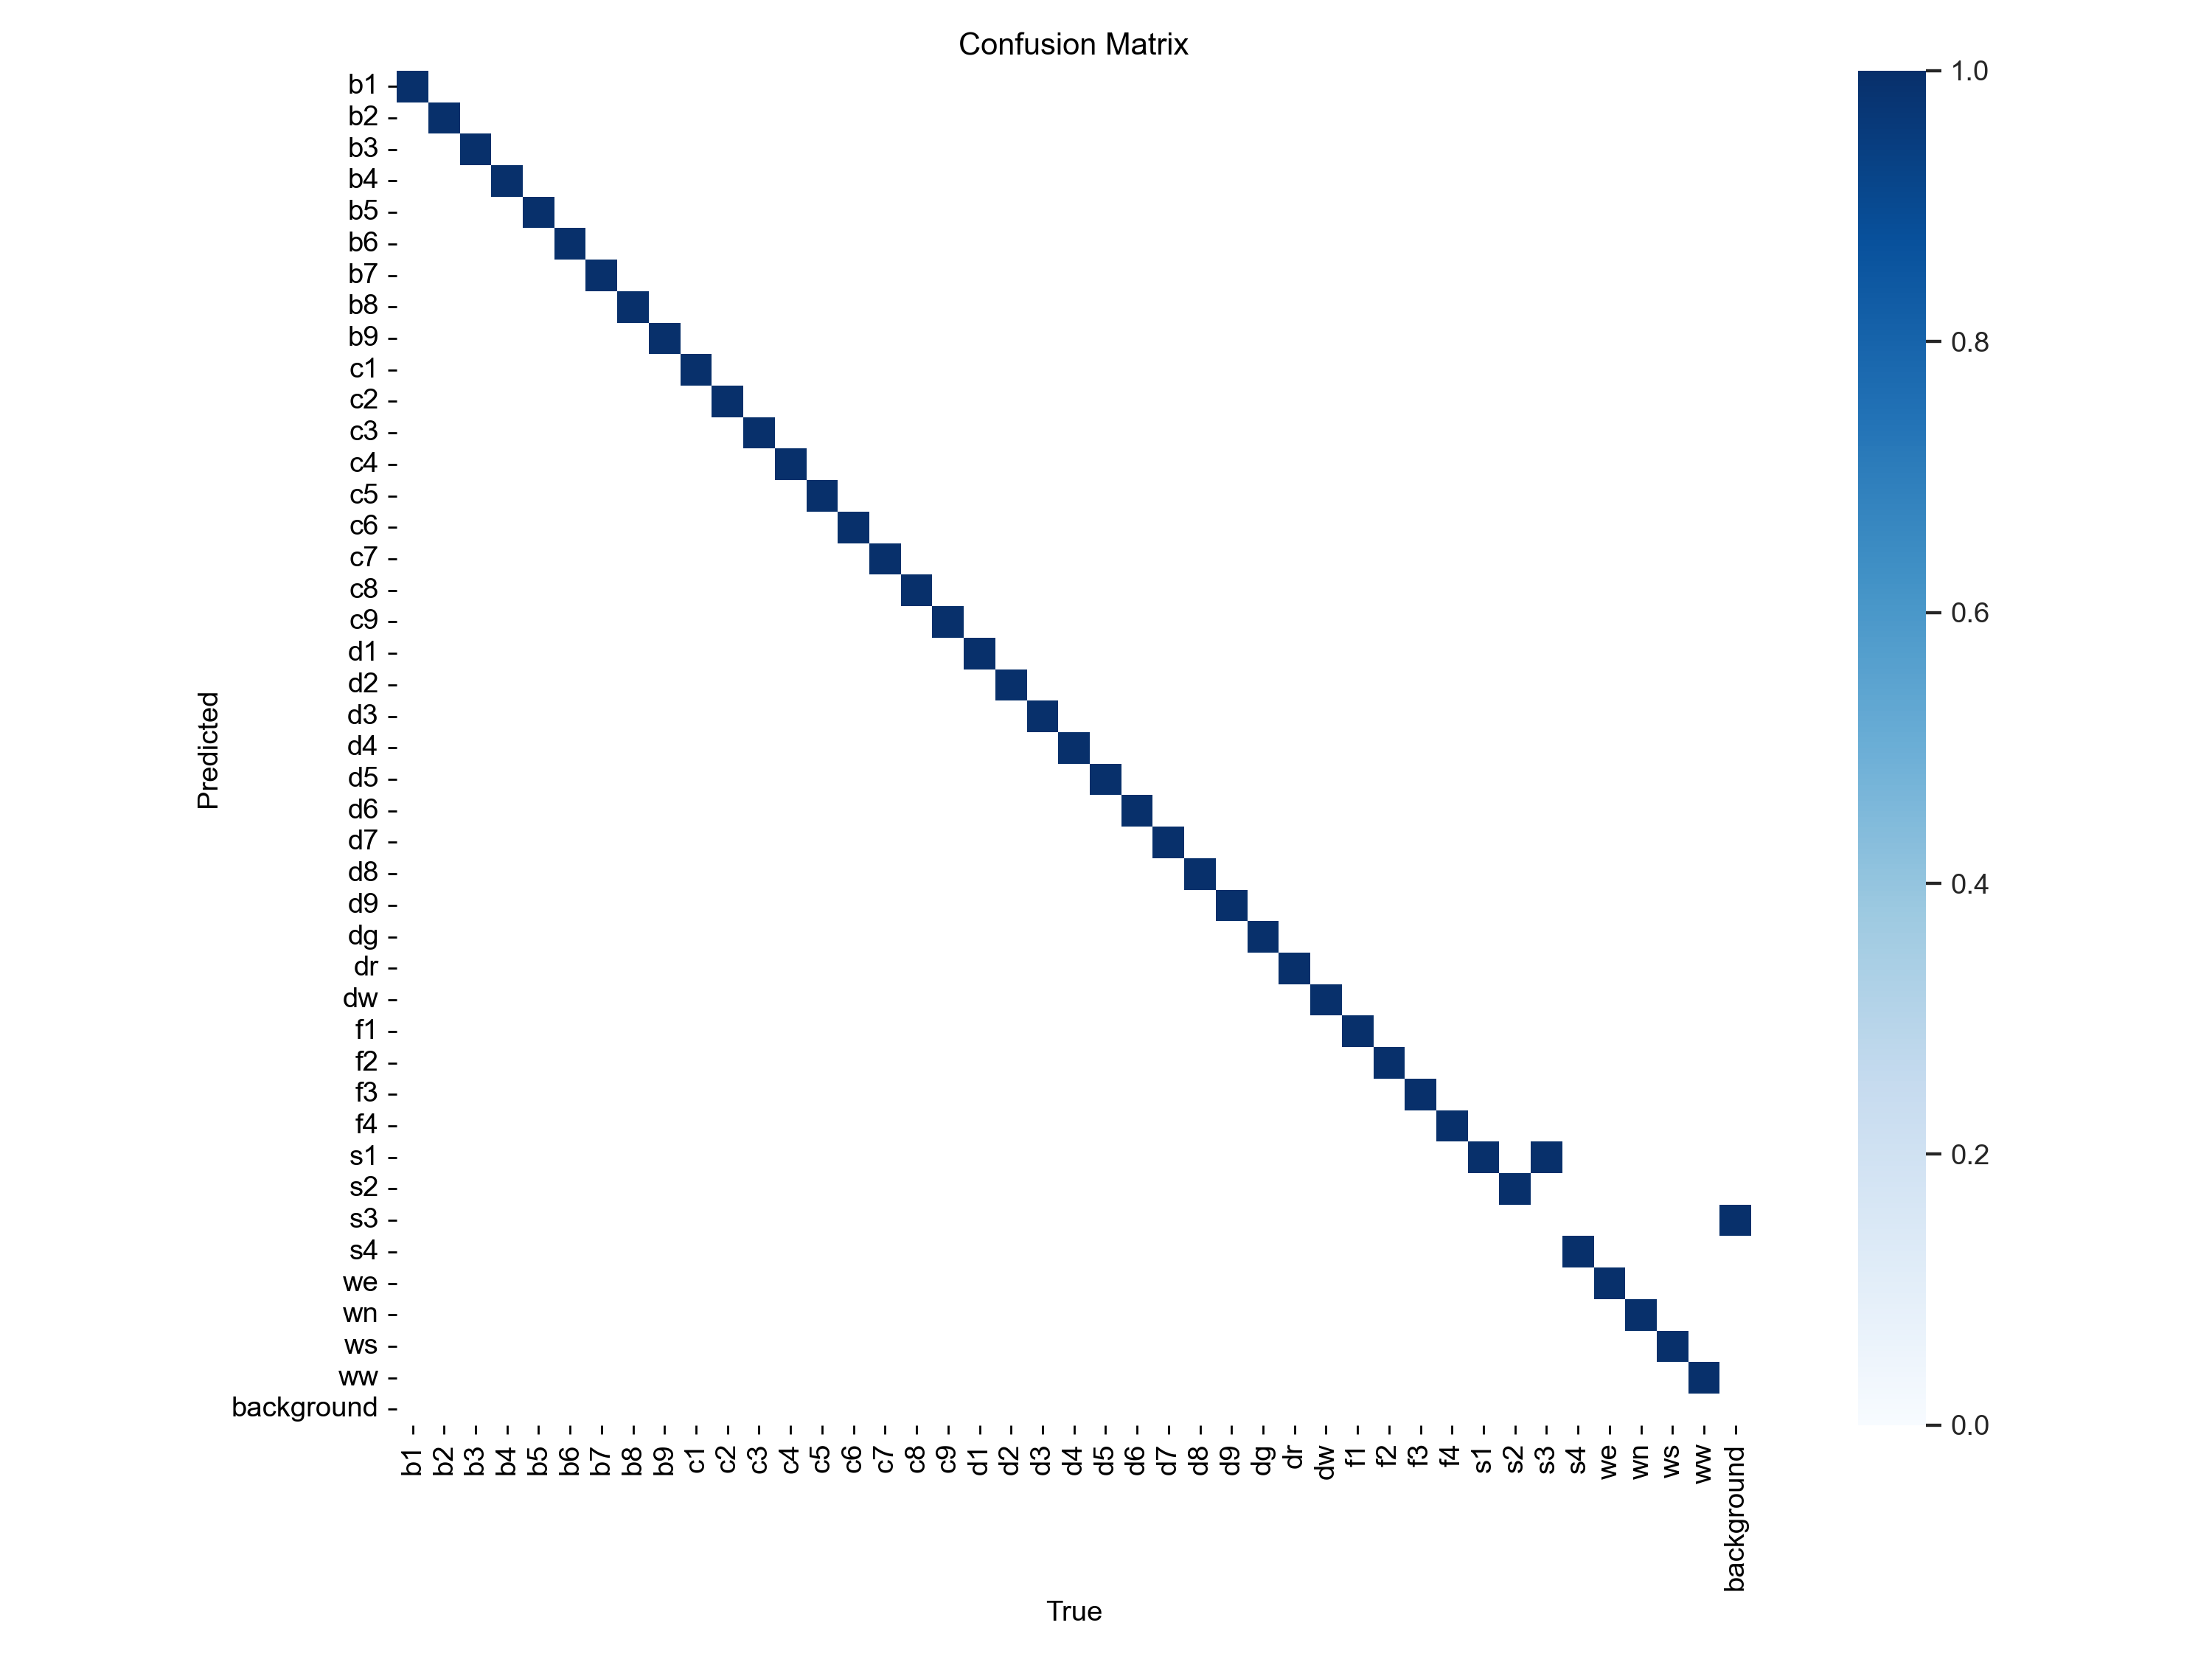 Confusion Matrix
b1
b2
b3
b4
b5
b6
b7
b8
b9
c1
c2
c3
c4
c5
c6
c7
c8
c9
d1
d2
d3
d4
d5
d6
d7
d8
d9
dg
dr
dw
f1
f2
f3
f4
s1
s2
s3
s4
we
wn
ws
ww
background
Predicted
b1 b2 b3 b4 b5 b6 b7 b8 b9 c1 c2 c3 c4 c5 c6 c7 c8 c9 d1 d2 d3 d4 d5 d6 d7 d8 d9 dg dr dw f1 f2 f3 f4 s1 s2 s3 s4 we wn ws ww background
True
1.0
0.8
0.6
0.4
0.2
0.0